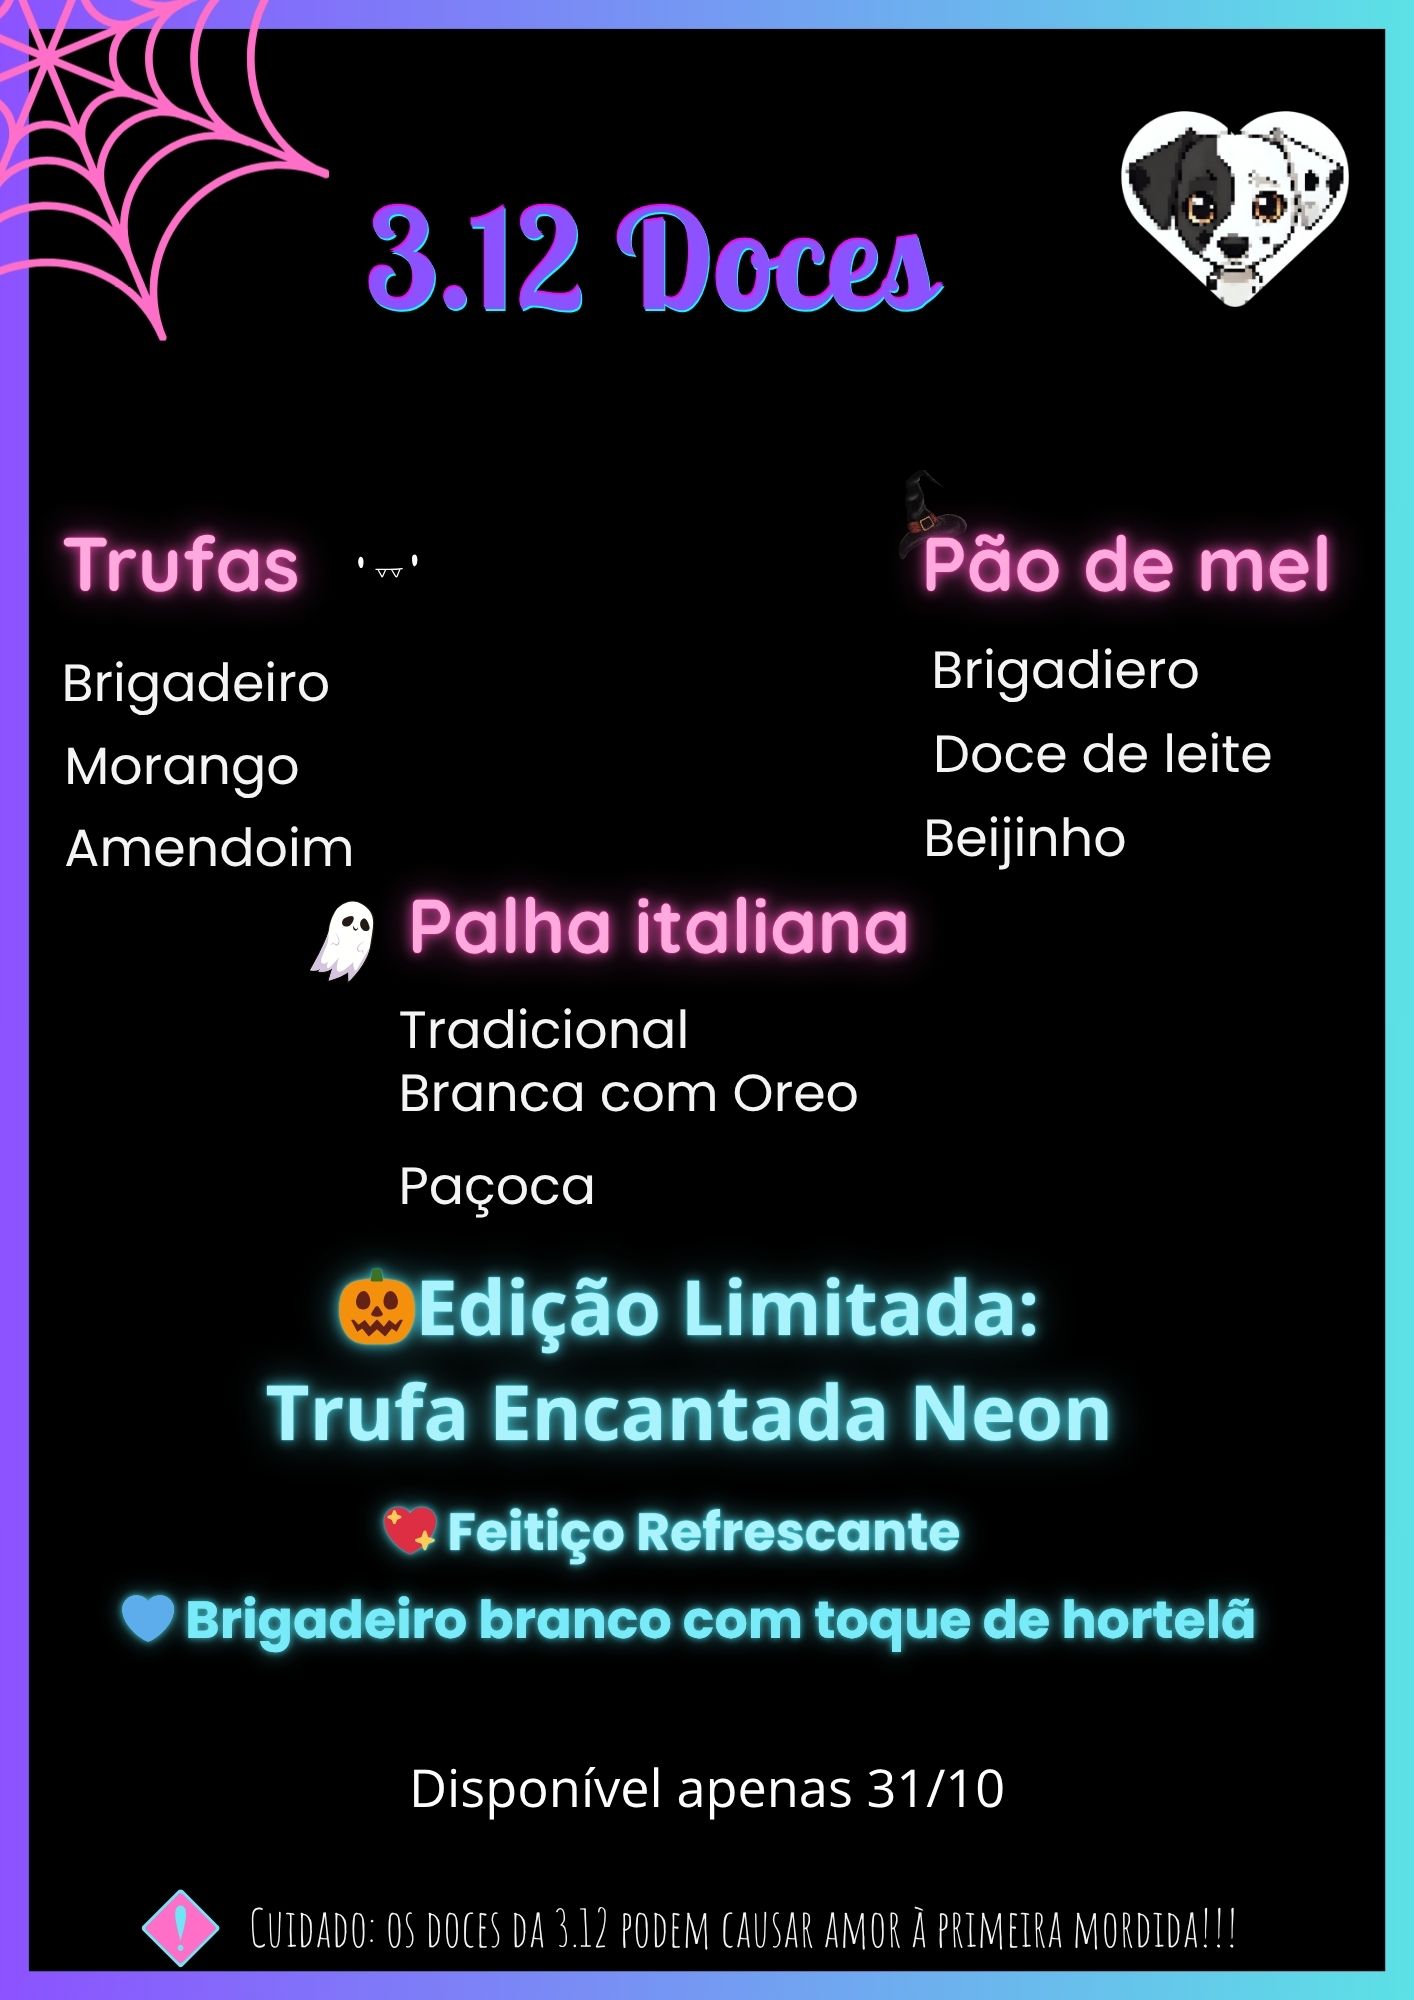 3.12 Doces
Trufas
Brigadeiro
Morango
Amendoim
Pão de mel
Brigadiero
Doce de leite
Beijinho
Palha italiana
Tradicional
Branca com Oreo
Paçoca
🎃Edição Limitada:
Trufa Encantada Neon
💖 Feitiço Refrescante
💙 Brigadeiro branco com toque de hortelã
Disponível apenas 31/10
! Cuidado: os doces da 3.12 podem causar amor à primeira mordida!!!